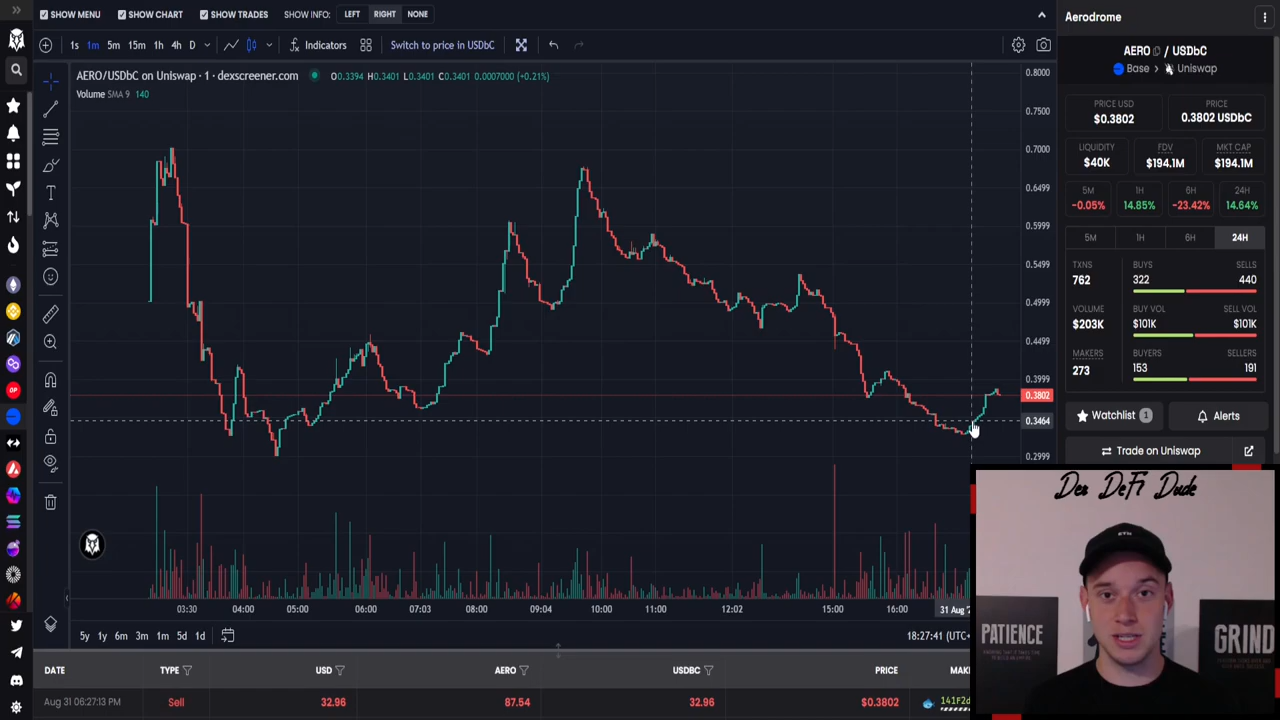 SHOW MENU SHOW CHART SHOW TRADES SHOW INFO: LEFT RIGHT NONE
1s 1m 5m 15m 1h 4h D Indicators Switch to price in USDbC
AERO/USDbC on Uniswap · 1 · dexscreener.com O0.3394 H0.3401 L0.3401 C0.3401 0.0007000 (+0.21%)
Volume SMA 9 140
0.8000
0.7500
0.7000
0.6499
0.5999
0.5499
0.4999
0.4499
0.3999
0.3802
0.3464
0.2999
03:30 04:00 05:00 06:00 07:03 08:00 09:04 10:00 11:00 12:02 15:00 16:00 31 Aug
5y 1y 6m 3m 1m 5d 1d 18:27:41 (UTC
DATE TYPE USD AERO USDBC PRICE
Aug 31 06:27:13 PM Sell 32.96 87.54 32.96 $0.3802 141F2d
Aerodrome
AERO / USDbC
Base > Uniswap
PRICE USD PRICE
$0.3802 0.3802 USDbC
LIQUIDITY FDV MKT CAP
$40K $194.1M $194.1M
5M 1H 6H 24H
-0.05% 14.85% -23.42% 14.64%
5M 1H 6H 24H
TXNS BUYS SELLS
762 322 440
VOLUME BUY VOL SELL VOL
$203K $101K $101K
MAKERS BUYERS SELLERS
273 153 191
Watchlist 1 Alerts
Trade on Uniswap
Dex DeFi Dude
ETH
PATIENCE
GRIND
OP